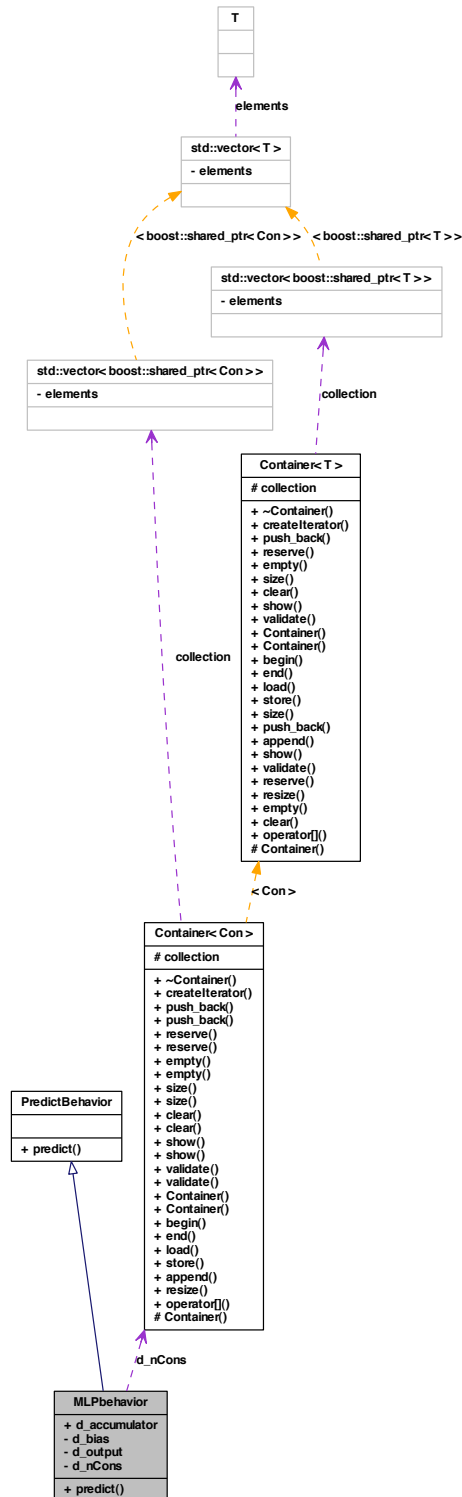 T
elements
std::vector< T >
- elements
< boost::shared_ptr< Con > >
< boost::shared_ptr< T > >
std::vector< boost::shared_ptr< T > >
- elements
std::vector< boost::shared_ptr< Con > >
- elements
collection
Container< T >
# collection
+ ~Container()
+ createIterator()
+ push_back()
+ reserve()
+ empty()
+ size()
+ clear()
+ show()
+ validate()
+ Container()
+ Container()
+ begin()
+ end()
+ load()
+ store()
+ size()
+ push_back()
+ append()
+ show()
+ validate()
+ reserve()
+ resize()
+ empty()
+ clear()
+ operator[]()
# Container()
collection
< Con >
Container< Con >
# collection
+ ~Container()
+ createIterator()
+ push_back()
+ push_back()
+ reserve()
+ reserve()
+ empty()
+ empty()
+ size()
+ size()
+ clear()
+ clear()
+ show()
+ show()
+ validate()
+ validate()
+ Container()
+ Container()
+ begin()
+ end()
+ load()
+ store()
+ append()
+ resize()
+ operator[]()
# Container()
PredictBehavior
+ predict()
d_nCons
MLPbehavior
+ d_accumulator
- d_bias
- d_output
- d_nCons
+ predict()